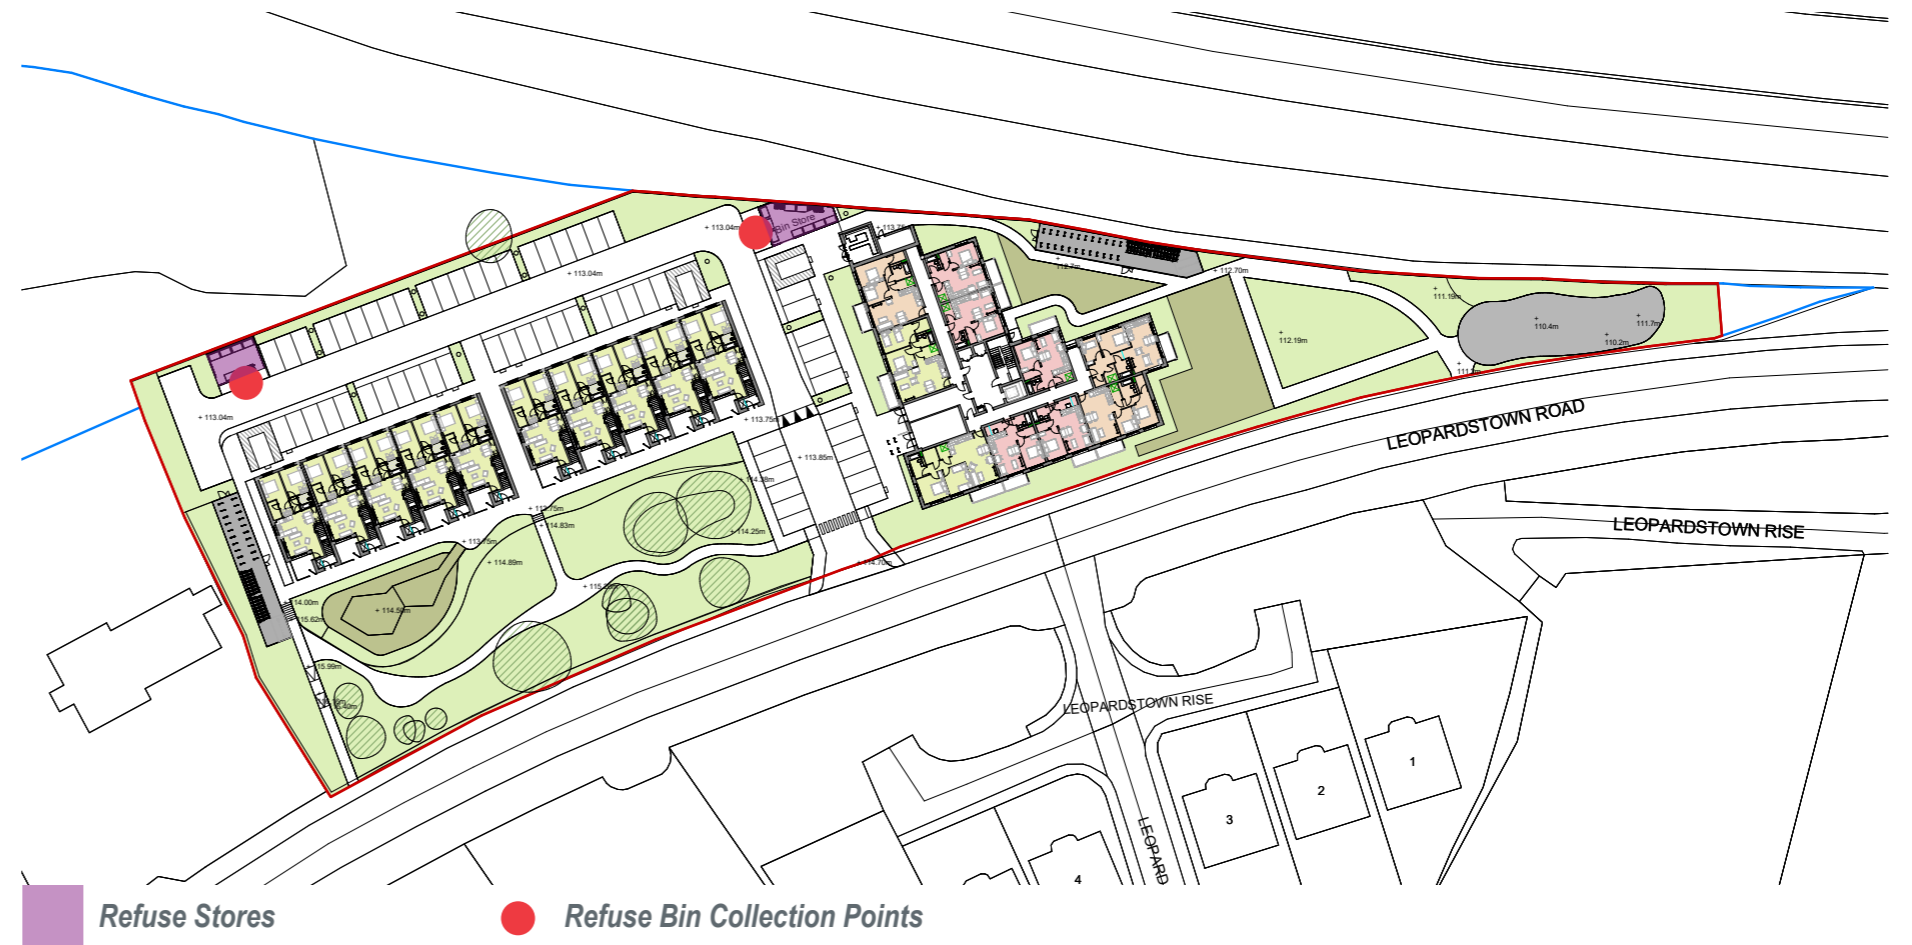 Bin Store
+ 113.04m
+ 113.04m
+ 112.70m
+ 111.19m
+ 110.4m
+ 111.7m
+ 110.2m
+ 112.19m
+ 113.04m
+ 113.75m
LEOPARDSTOWN ROAD
+ 113.85m
+ 114.25m
+ 114.83m
+ 114.89m
LEOPARDSTOWN RISE
+ 114.50m
LEOPARDSTOWN RISE
1
2
3
4
LEOPARD
Refuse Stores
Refuse Bin Collection Points